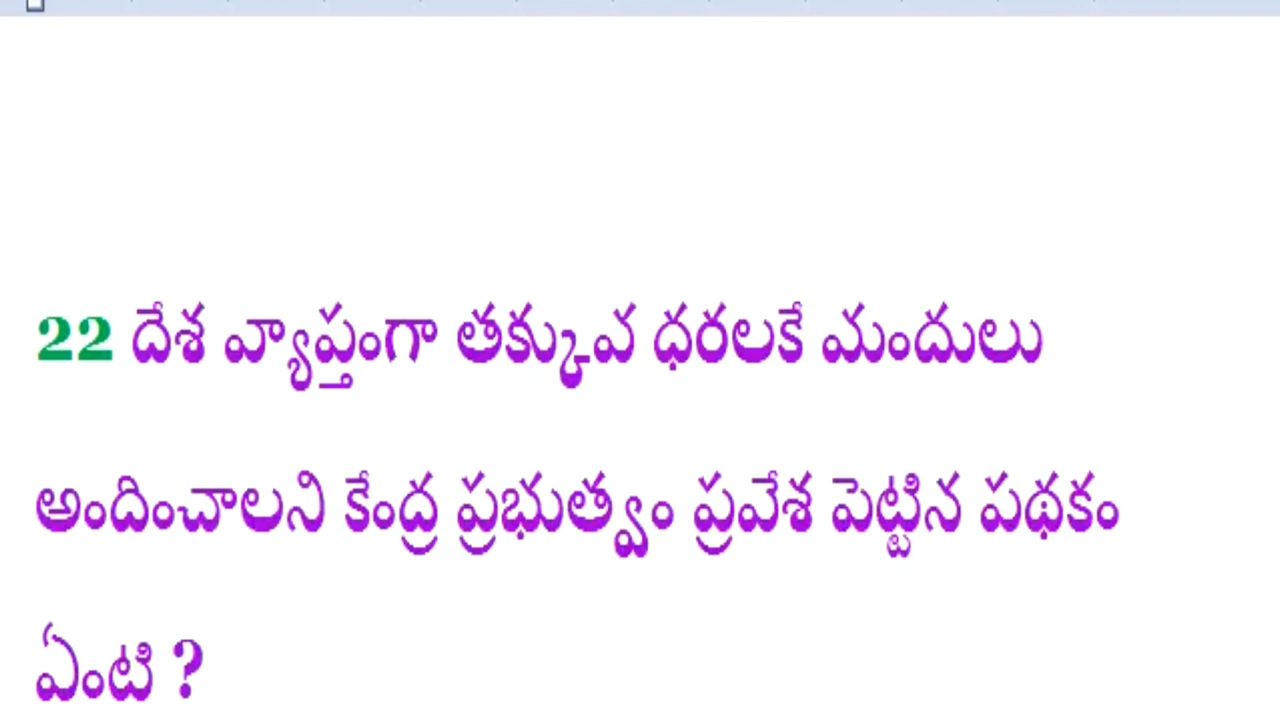 22 దేశ వ్యాప్తంగా తక్కువ ధరలకే మందులు
అందించాలని కేంద్ర ప్రభుత్వం ప్రవేశ పెట్టిన పథకం
ఏంటి ?